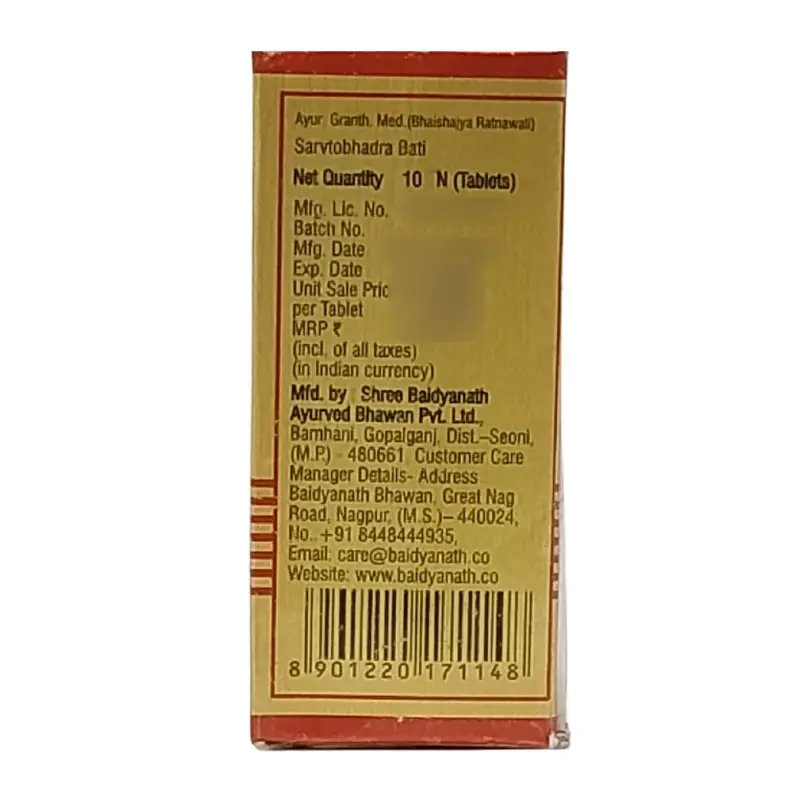 Ayur. Granth. Med.(Bhaishajya Ratnawali)
Sarvtobhadra Bati
Net Quantity 10 N (Tablets)
Mfg. Lic. No.
Batch No.
Mfg. Date
Exp. Date
Unit Sale Pric
per Tablet
MRP ₹
(incl. of all taxes)
(in Indian currency)
Mfd. by : Shree Baidyanath
Ayurved Bhawan Pvt. Ltd.,
Bamhani, Gopalganj, Dist.–Seoni,
(M.P.) - 480661 Customer Care
Manager Details- Address
Baidyanath Bhawan, Great Nag
Road, Nagpur, (M.S.)– 440024,
No.. +91 8448444935,
Email: care@baidyanath.co
Website: www.baidyanath.co
8 901220 171148